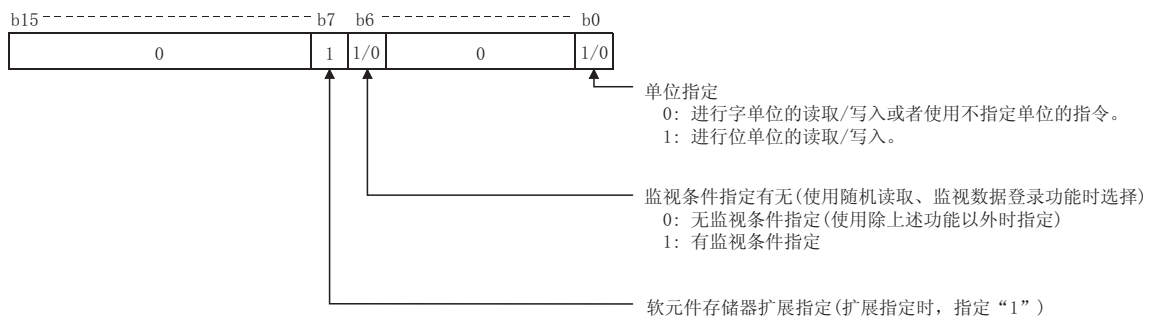 b15 b7 b6 b0
0 1 1/0 0 1/0
单位指定
0: 进行字单位的读取/写入或者使用不指定单位的指令。
1: 进行位单位的读取/写入。
监视条件指定有无(使用随机读取、监视数据登录功能时选择)
0: 无监视条件指定(使用除上述功能以外时指定)
1: 有监视条件指定
软元件存储器扩展指定(扩展指定时，指定“1”)